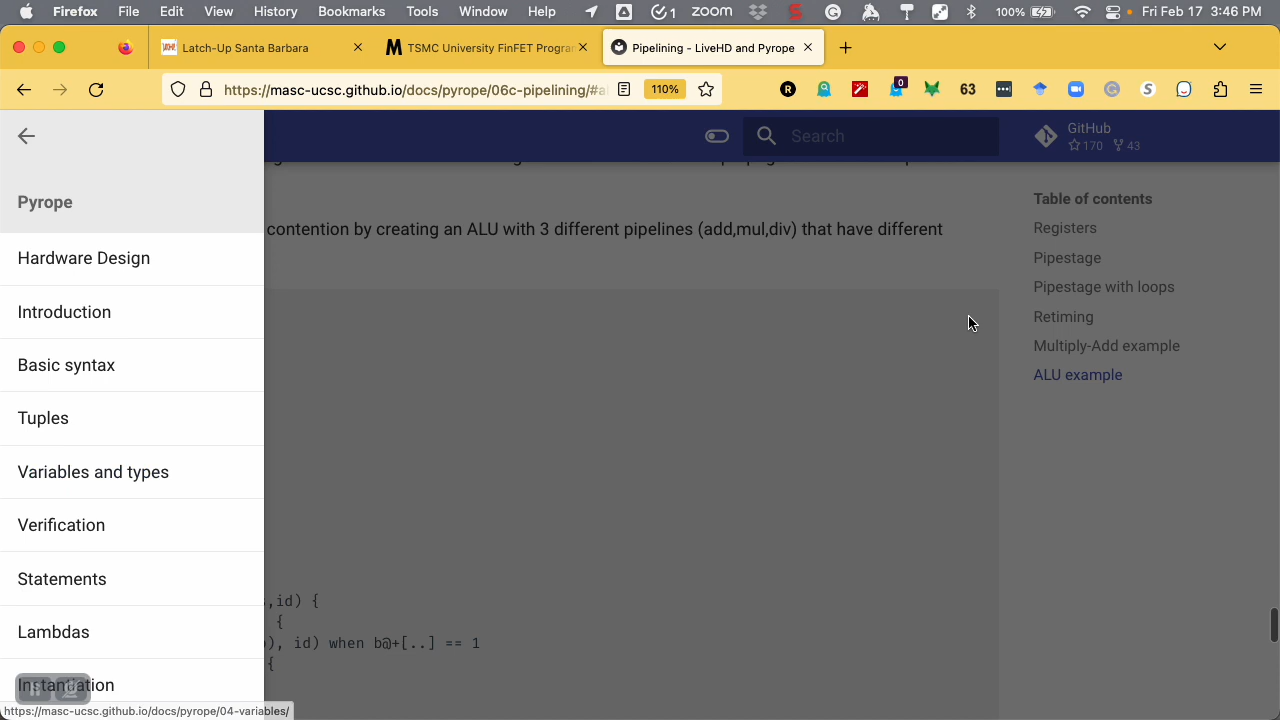 Firefox File Edit View History Bookmarks Tools Window Help 1 zoom 100% Fri Feb 17 3:46 PM
Latch-Up Santa Barbara TSMC University FinFET Progra Pipelining - LiveHD and Pyrope
https://masc-ucsc.github.io/docs/pyrope/06c-pipelining/#a 110% 0 63
Search GitHub
170 43
Pyrope
Hardware Design
Introduction
Basic syntax
Tuples
Variables and types
Verification
Statements
Lambdas
Instantiation
contention by creating an ALU with 3 different pipelines (add,mul,div) that have different
,id) {
{
), id) when b@+[..] == 1
{
Table of contents
Registers
Pipestage
Pipestage with loops
Retiming
Multiply-Add example
ALU example
https://masc-ucsc.github.io/docs/pyrope/04-variables/